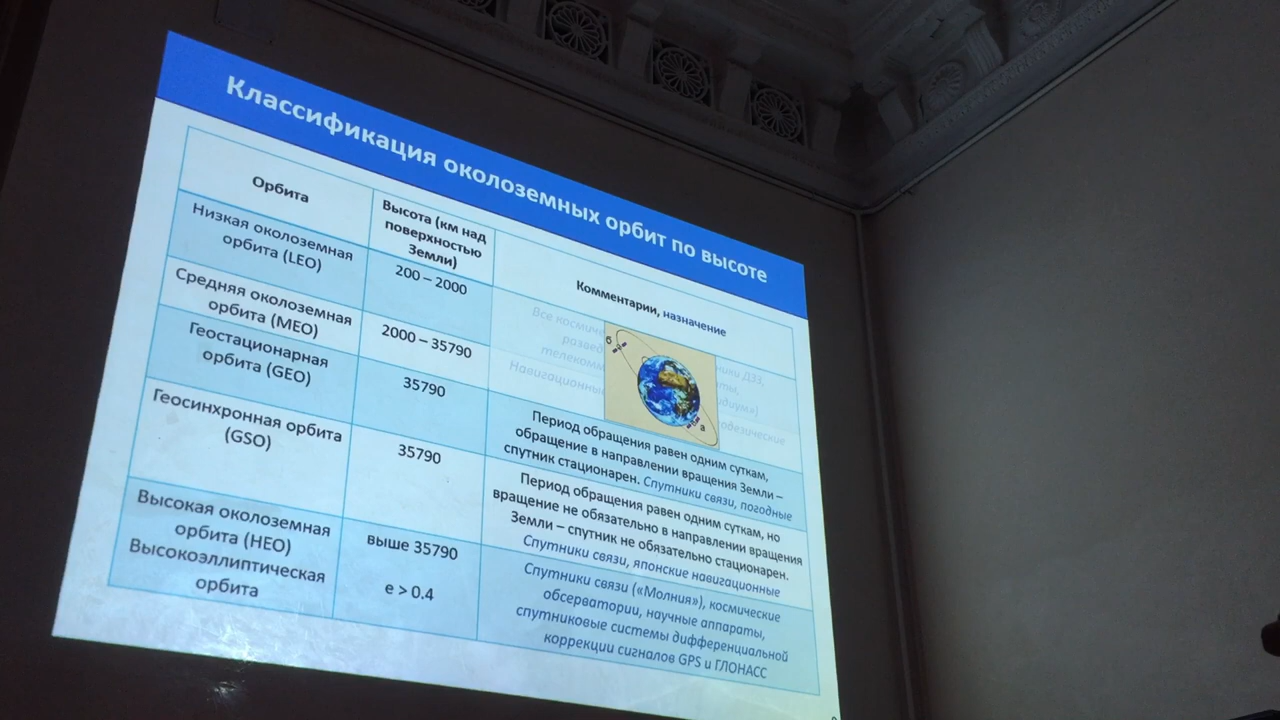 Классификация околоземных орбит по высоте
Орбита
Высота (км над
поверхностью
Земли)
Комментарии, назначение
Низкая околоземная
орбита (LEO)
200 – 2000
Все
Средняя околоземная
орбита (MEO)
2000 – 35790
Навигационные
б
а
ДЗЗ,
Геостационарная
орбита (GEO)
35790
Период обращения равен одним суткам,
обращение в направлении вращения Земли –
спутник стационарен. Спутники связи, погодные
Геосинхронная орбита
(GSO)
35790
Период обращения равен одним суткам, но
вращение не обязательно в направлении вращения
Земли – спутник не обязательно стационарен.
Спутники связи, японские навигационные
Высокая околоземная
орбита (HEO)
Высокоэллиптическая
орбита
выше 35790
e > 0.4
Спутники связи («Молния»), космические
обсерватории, научные аппараты,
спутниковые системы дифференциальной
коррекции сигналов GPS и ГЛОНАСС